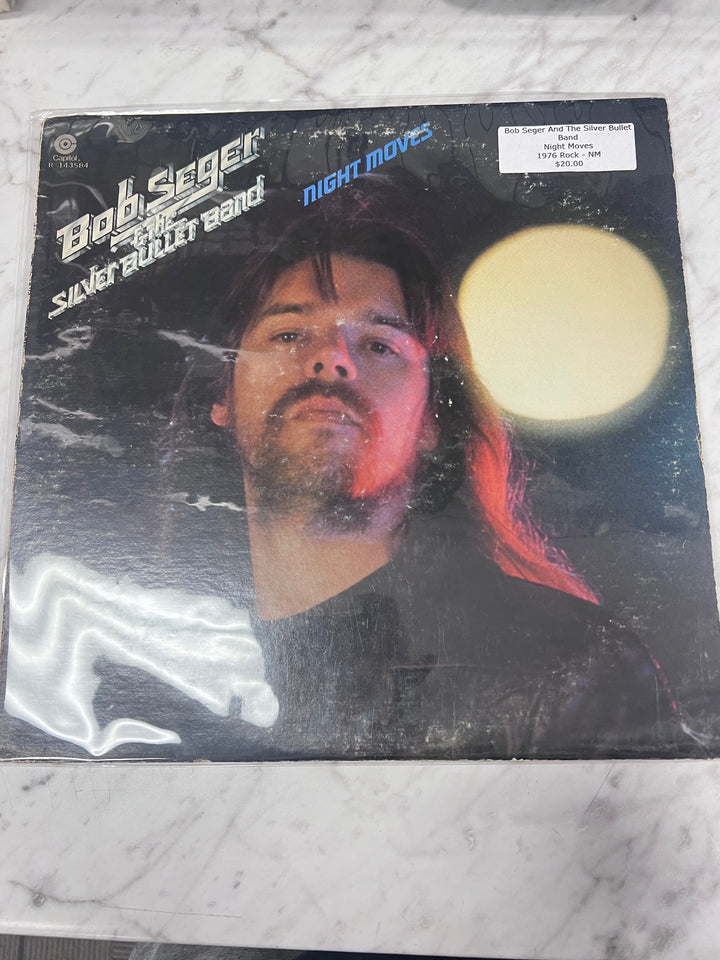 Capitol
R 143584
Bob Seger
& the
Silver Bullet Band
NIGHT MOVES
Bob Seger And The Silver Bullet
Band
Night Moves
1976 Rock - NM
$20.00